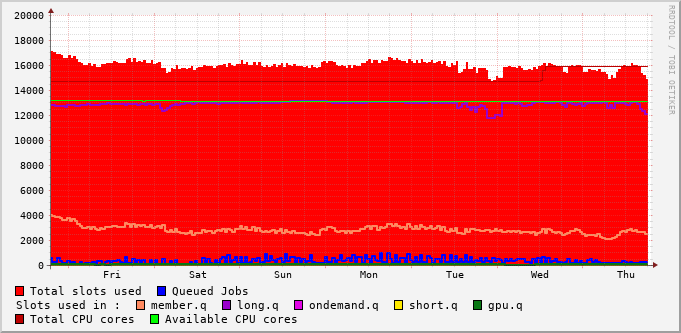 20000
18000
16000
14000
12000
10000
8000
6000
4000
2000
0
Fri Sat Sun Mon Tue Wed Thu
RRDTOOL / TOBI OETIKER
Total slots used Queued Jobs
Slots used in : member.q long.q ondemand.q short.q gpu.q
Total CPU cores Available CPU cores